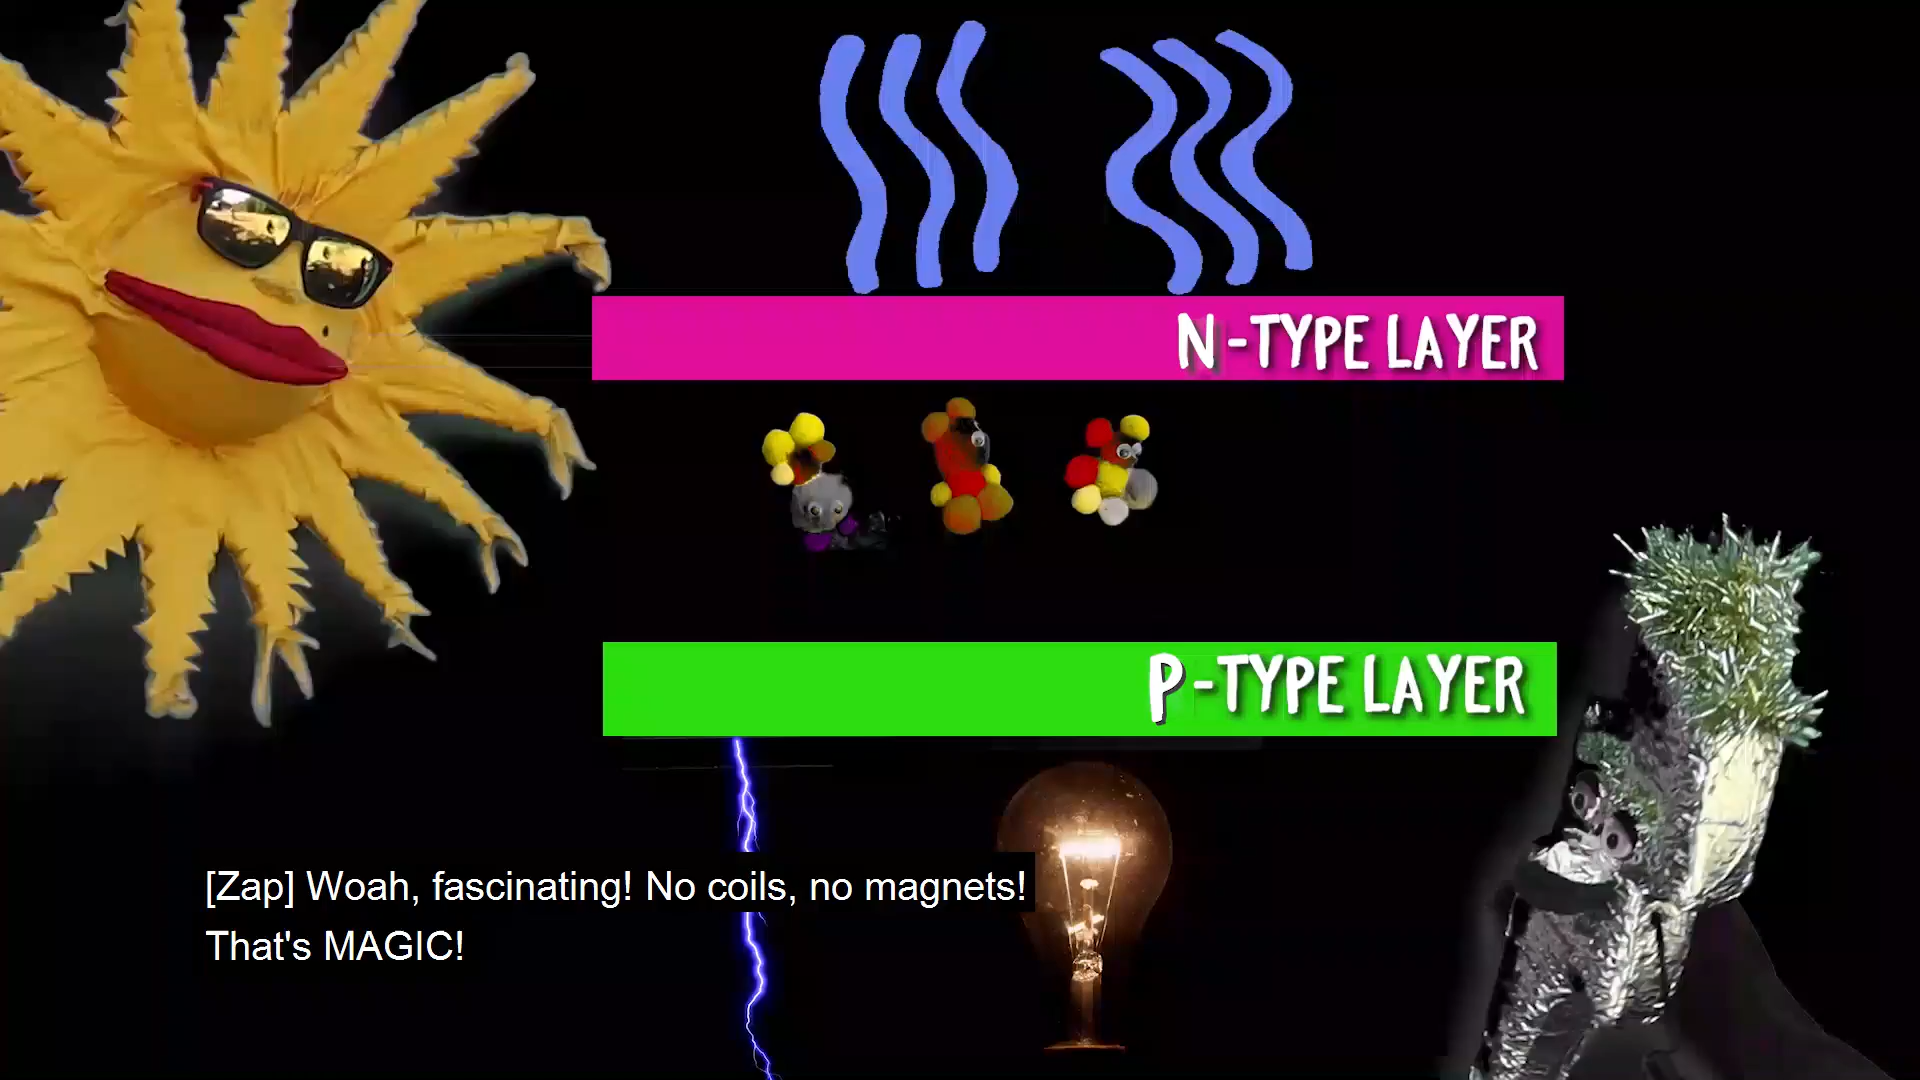 N-TYPE LAYER
P-TYPE LAYER
[Zap] Woah, fascinating! No coils, no magnets!
That's MAGIC!